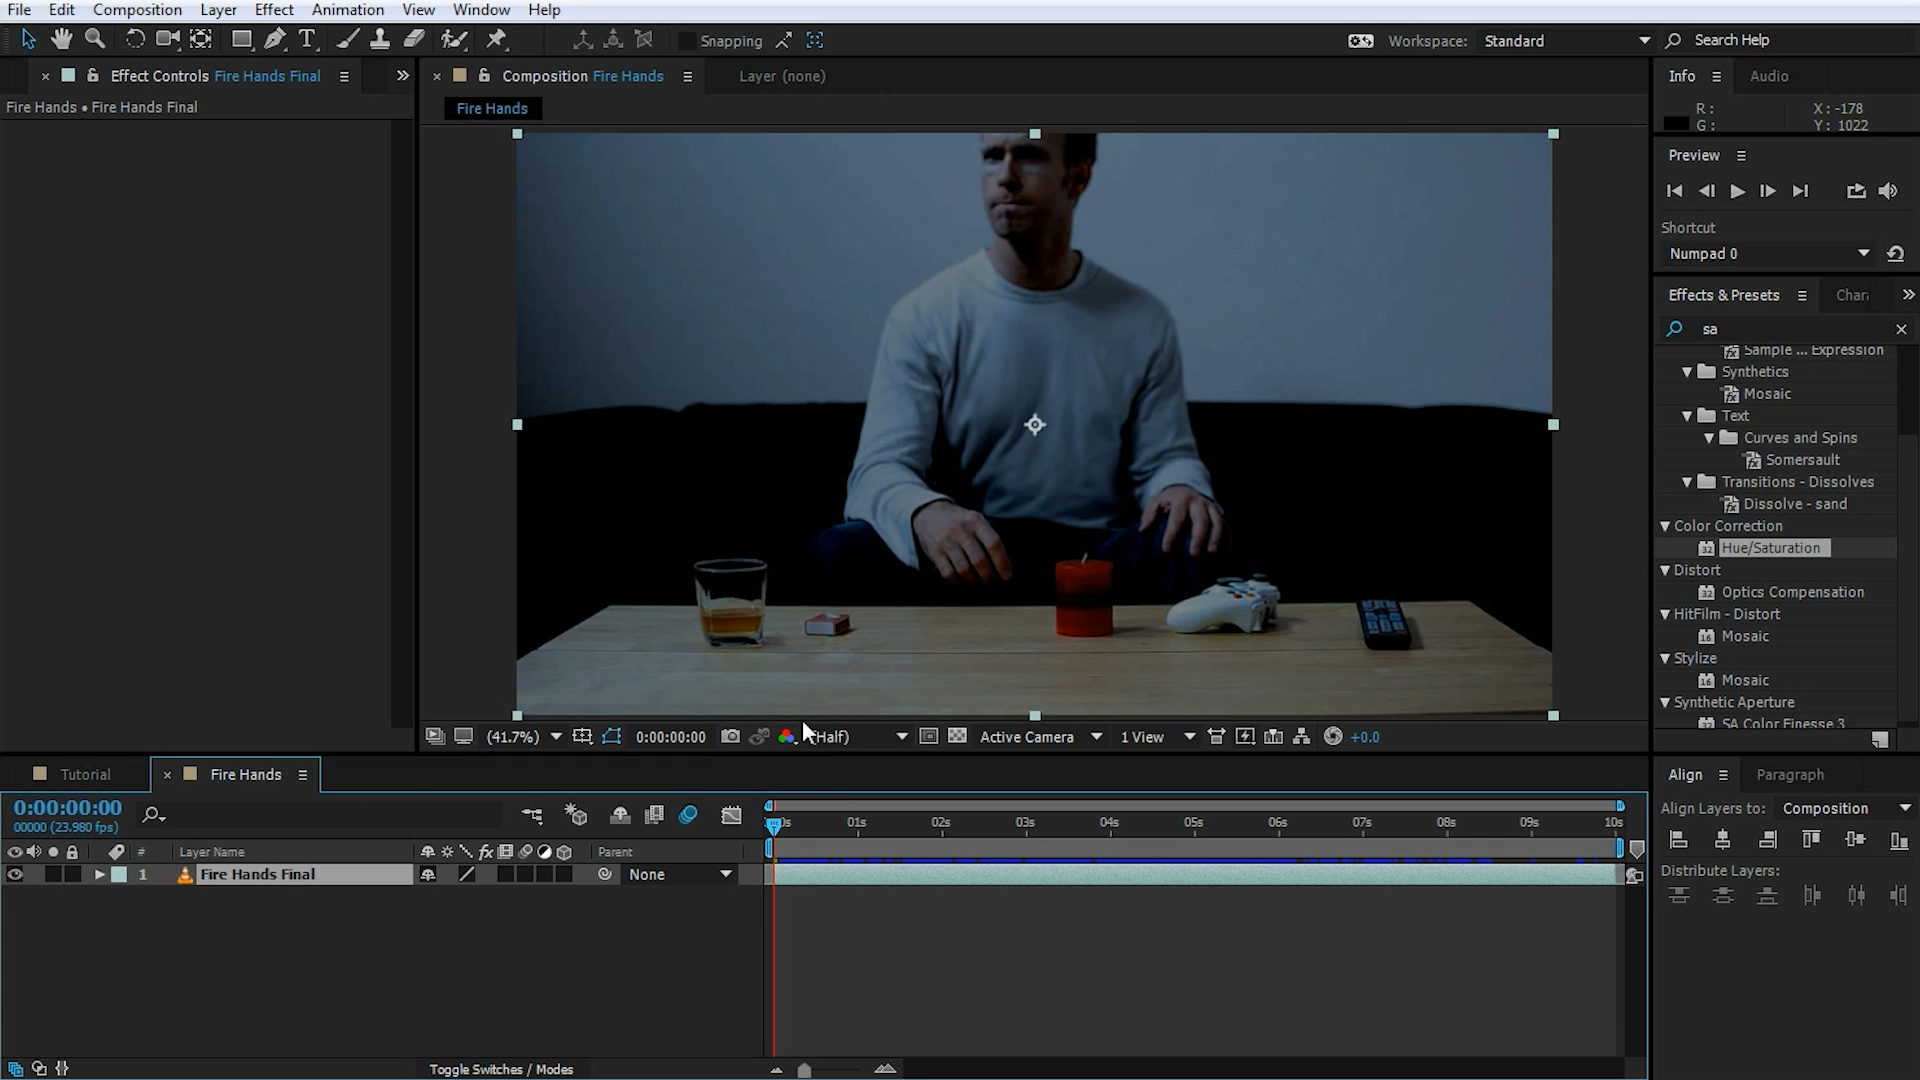 File Edit Composition Layer Effect Animation View Window Help
Snapping
Workspace: Standard
Search Help
Effect Controls Fire Hands Final
Composition Fire Hands
Layer (none)
Info Audio
Fire Hands • Fire Hands Final
Fire Hands
R :
G :
X : -178
Y : 1022
Preview
Shortcut
Numpad 0
Effects & Presets
sa
Sample ... Expression
Synthetics
Mosaic
Text
Curves and Spins
Somersault
Transitions - Dissolves
Dissolve - sand
Color Correction
32 Hue/Saturation
Distort
32 Optics Compensation
HitFilm - Distort
16 Mosaic
Stylize
16 Mosaic
Synthetic Aperture
32 SA Color Finesse 3
(41.7%) 0:00:00:00 (Half) Active Camera 1 View +0.0
Tutorial
Fire Hands
0:00:00:00
00000 (23.980 fps)
01s 02s 03s 04s 05s 06s 07s 08s 09s 10s
# Layer Name fx Parent
1 Fire Hands Final None
Toggle Switches / Modes
Align Paragraph
Align Layers to: Composition
Distribute Layers: